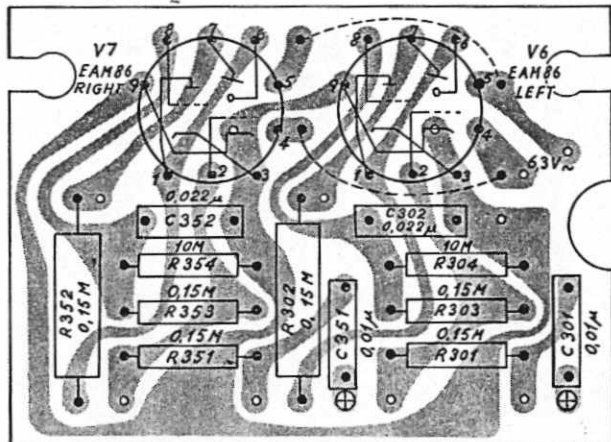 8 7 6 8 7 6
V7 V6
EAM86 EAM86
RIGHT LEFT
9 5 9 5
4 4
6,3V~
1 2 3 1 2 3
0,022µ
C352
C302
0,022µ
10M 10M
R354 R304
0,15M 0,15M
R353 R303
0,15M 0,15M
R351 R301
R352
0,15M
R302
0,15M
C351
0,01µ
C301
0,01µ